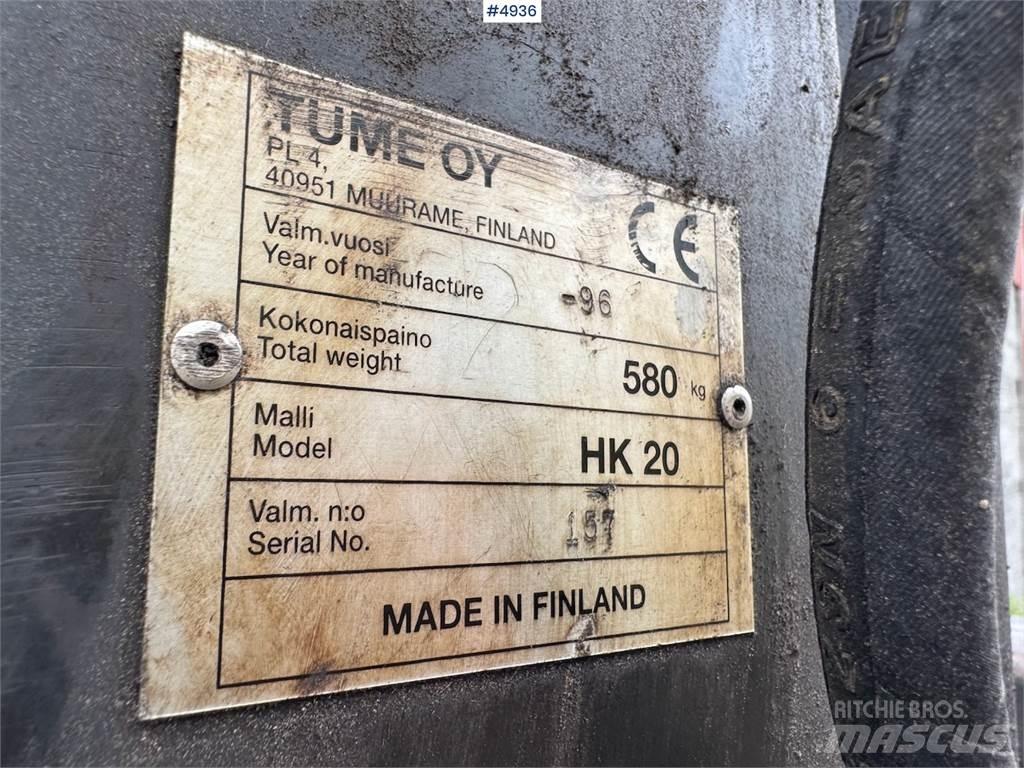 #4936
TUME OY
PL 4,
40951 MUURAME, FINLAND
CE
Valm.vuosi
Year of manufacture -96
Kokonaispaino
Total weight 580 kg
Malli
Model HK 20
Valm. n:o
Serial No. 157
MADE IN FINLAND
RITCHIE BROS.
MASCUS